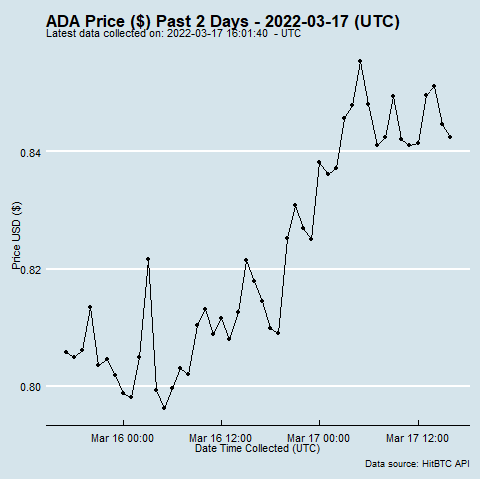 ADA Price ($) Past 2 Days - 2022-03-17 (UTC)
Latest data collected on: 2022-03-17 16:01:40 - UTC
0.84
0.82
0.80
Price USD ($)
Mar 16 00:00 Mar 16 12:00 Mar 17 00:00 Mar 17 12:00
Date Time Collected (UTC)
Data source: HitBTC API